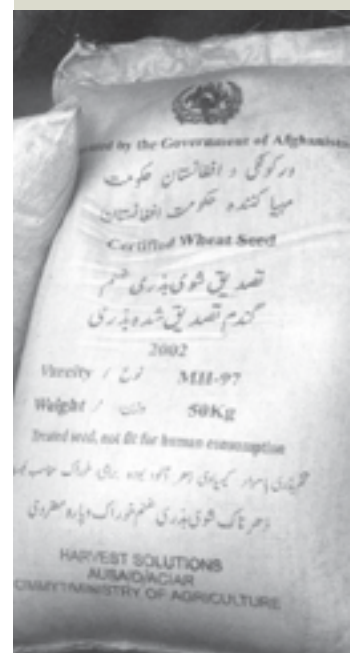 by the Government of Afghanistan
ورکوونکی د افغانستان حکومت
مهیا کننده حکومت افغانستان
Certified Wheat Seed
تصدیق شوی بذری غنم
گندم تصدیق شده بذری
2002
Vareity / نوع MH-97
Weight / وزن 50Kg
Treated seed, not fit for human consumption
HARVEST SOLUTIONS
AUSAID/ACIAR
CIMMYT/MINISTRY OF AGRICULTURE